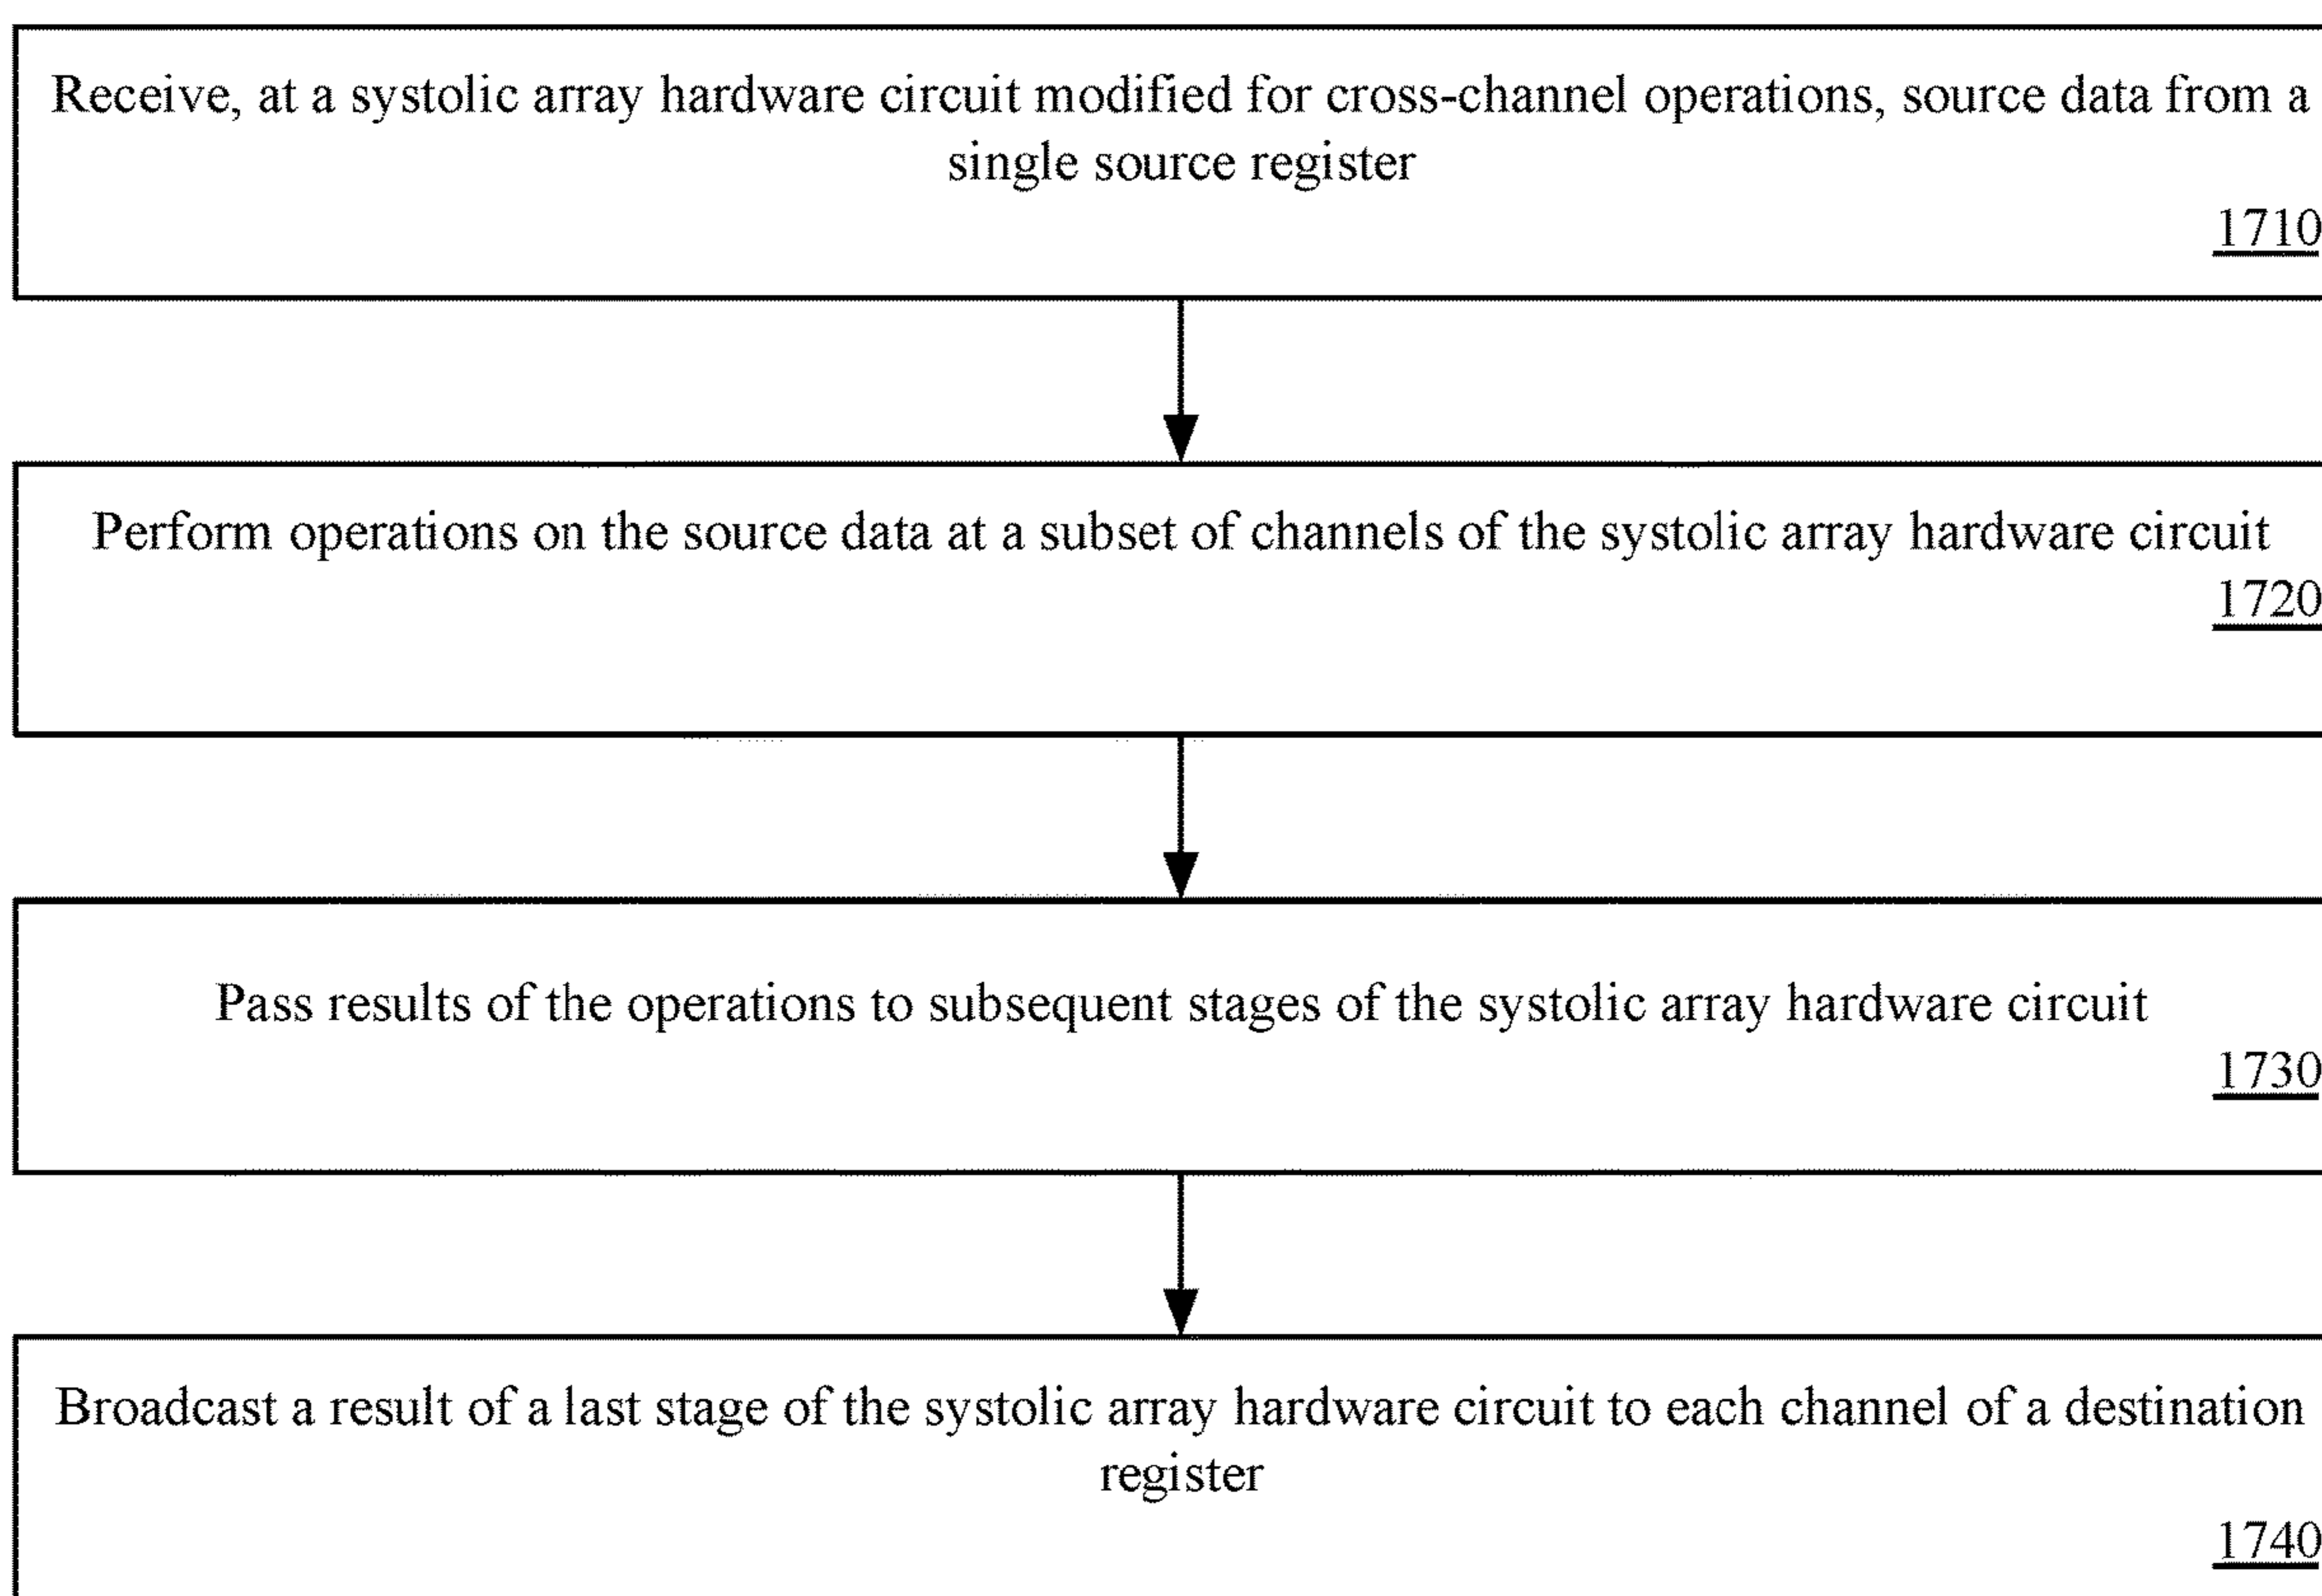 Receive, at a systolic array hardware circuit modified for cross-channel operations, source data from a
single source register
1710
Perform operations on the source data at a subset of channels of the systolic array hardware circuit
1720
Pass results of the operations to subsequent stages of the systolic array hardware circuit
1730
Broadcast a result of a last stage of the systolic array hardware circuit to each channel of a destination
register
1740